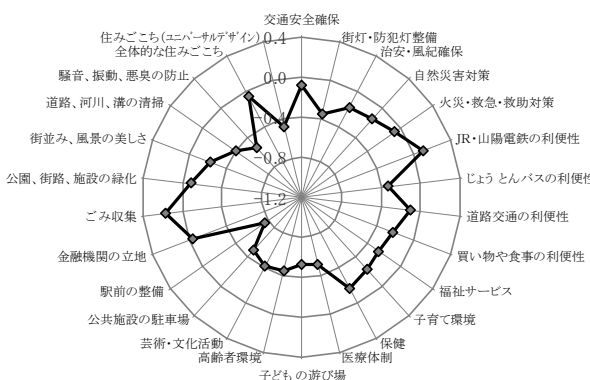 交通安全確保
街灯・防犯灯整備
治安・風紀確保
自然災害対策
火災・救急・救助対策
JR・山陽電鉄の利便性
じょうとんバスの利便性
道路交通の利便性
買い物や食事の利便性
福祉サービス
子育て環境
保健
医療体制
子どもの遊び場
高齢者環境
芸術・文化活動
公共施設の駐車場
駅前の整備
金融機関の立地
ごみ収集
公園、街路、施設の緑化
街並み、風景の美しさ
道路、河川、溝の清掃
騒音、振動、悪臭の防止
全体的な住みごこち
住みごこち(ユニバーサルデザイン)
0.4
0.0
-0.4
-0.8
-1.2